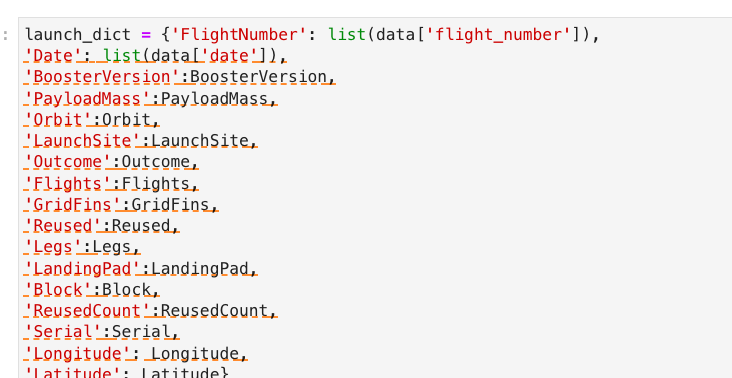 : launch_dict = {'FlightNumber': list(data['flight_number']),
'Date': list(data['date']),
'BoosterVersion':BoosterVersion,
'PayloadMass':PayloadMass,
'Orbit':Orbit,
'LaunchSite':LaunchSite,
'Outcome':Outcome,
'Flights':Flights,
'GridFins':GridFins,
'Reused':Reused,
'Legs':Legs,
'LandingPad':LandingPad,
'Block':Block,
'ReusedCount':ReusedCount,
'Serial':Serial,
'Longitude': Longitude,
'Latitude': Latitude}